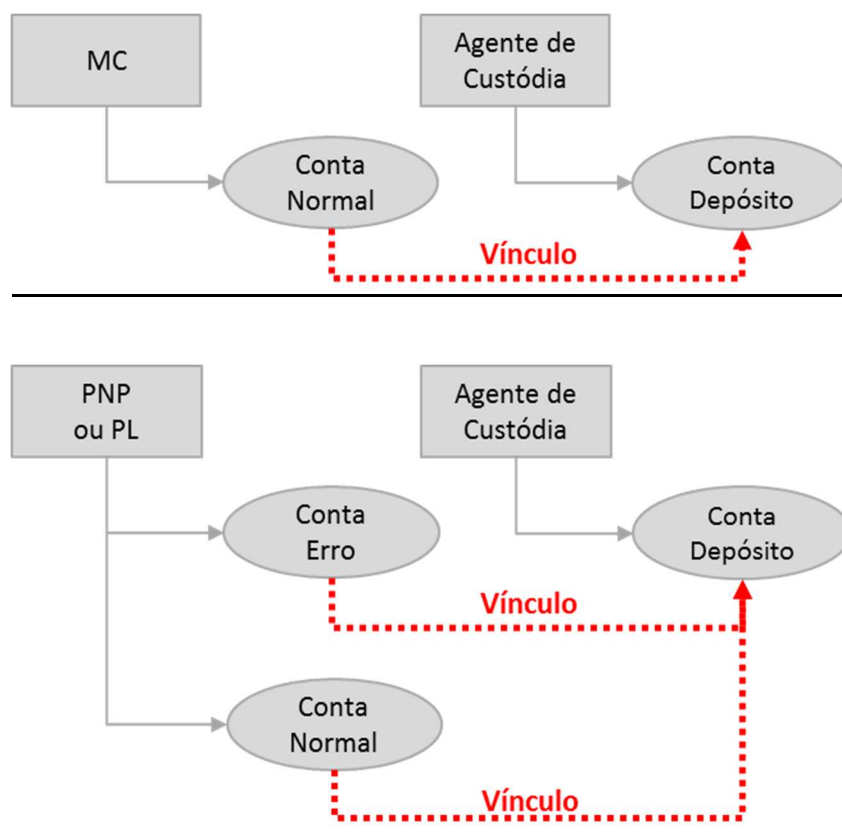 MC
Agente de
Custódia
Conta
Normal
Conta
Depósito
Vínculo
PNP
ou PL
Agente de
Custódia
Conta
Erro
Conta
Depósito
Vínculo
Conta
Normal
Vínculo